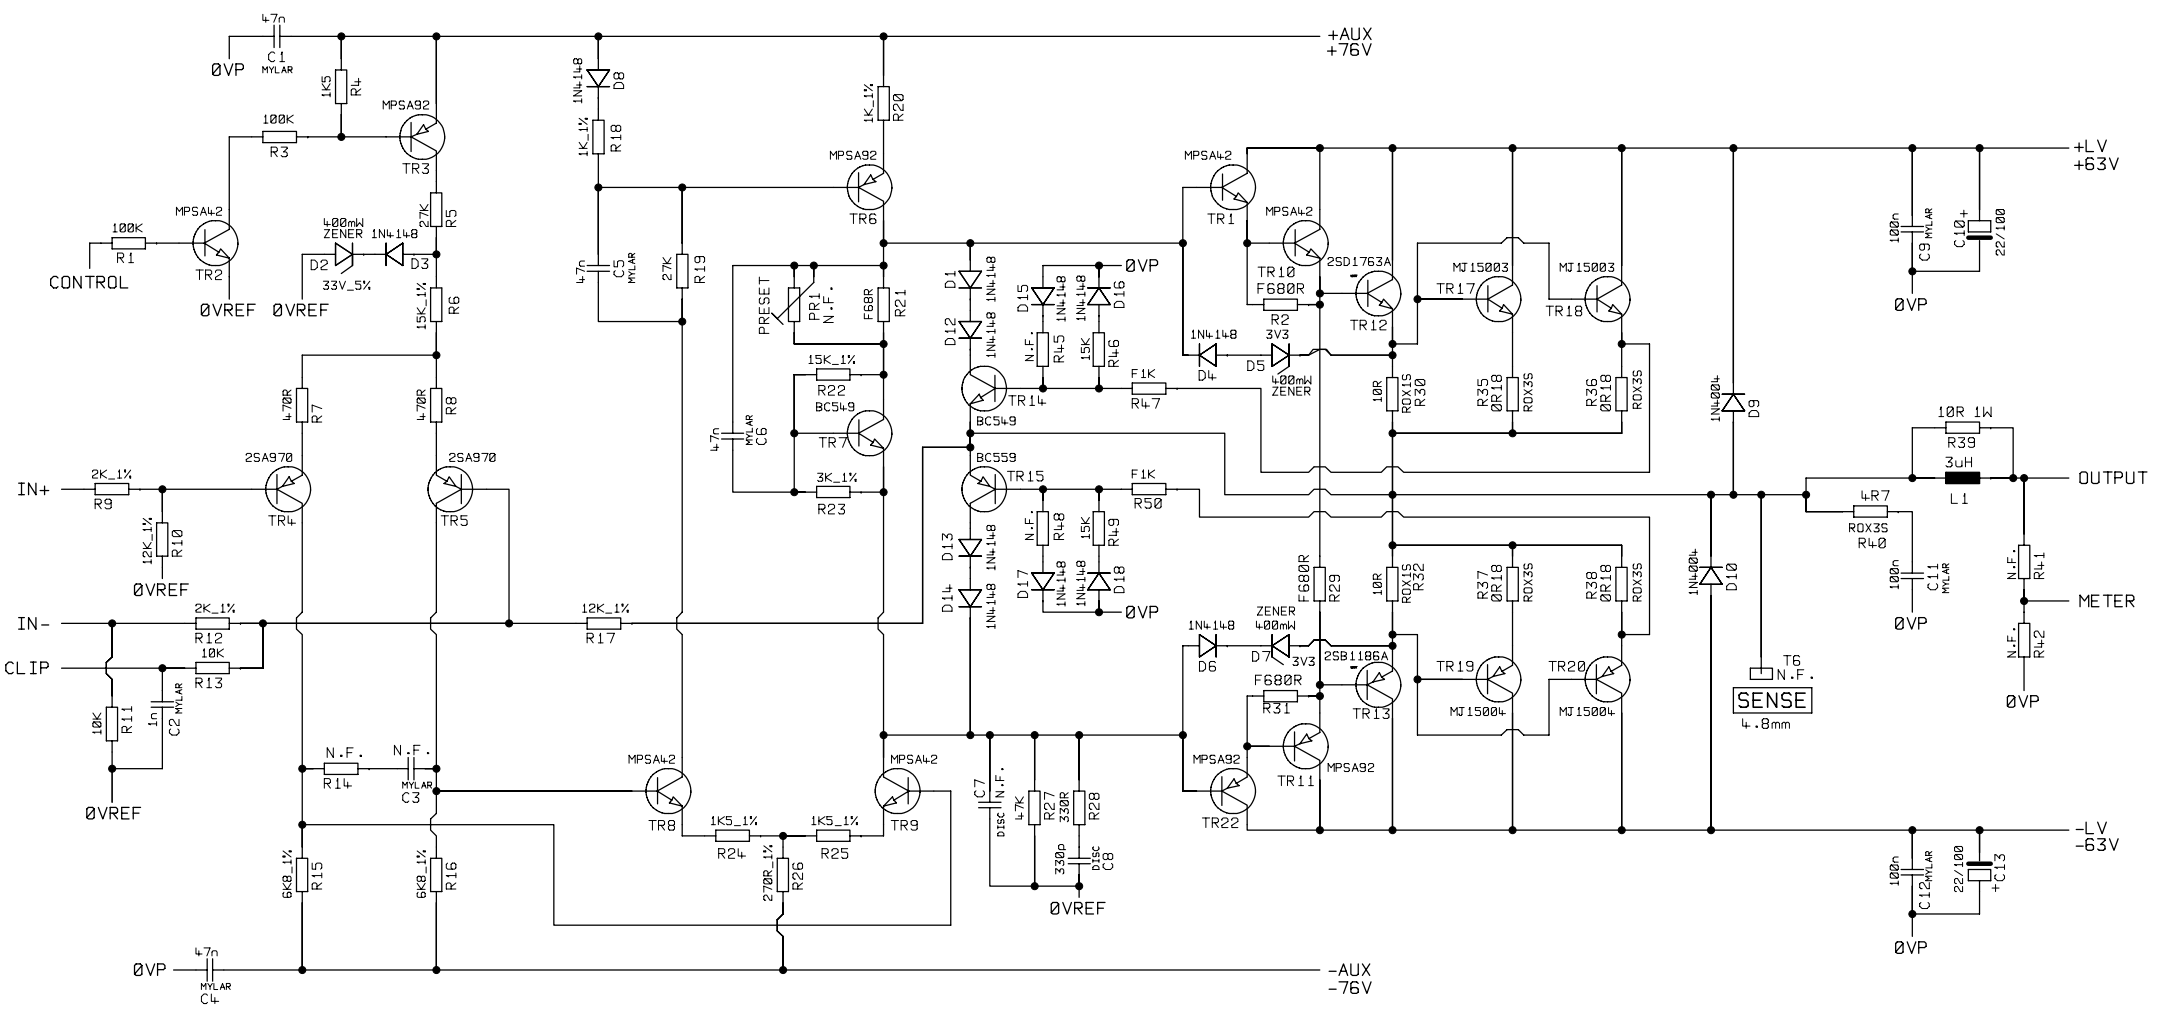 47n
C1
MYLAR
0VP
+AUX
+76V
1K5
R4
MPSA92
TR3
100K
R3
MPSA42
TR2
100K
R1
CONTROL
0VREF
27K
R5
400mW
ZENER
1N4148
D2
D3
33V_5%
0VREF
15K_1%
R6
470R
R7
470R
R8
2SA970
TR4
2SA970
TR5
IN+
2K_1%
R9
12K_1%
R10
0VREF
IN-
2K_1%
R12
CLIP
10K
R13
10K
R11
1n
C2
MYLAR
0VREF
12K_1%
R17
N.F.
R14
N.F.
MYLAR
C3
6K8_1%
R15
6K8_1%
R16
0VP
47n
MYLAR
C4
-AUX
-76V
1N4148
D8
1K_1%
R18
47n
C5
MYLAR
27K
R19
1K_1%
R20
MPSA92
TR6
PRESET
PR1
N.F.
F68R
R21
15K_1%
R22
BC549
TR7
47n
MYLAR
C6
3K_1%
R23
MPSA42
TR8
MPSA42
TR9
1K5_1%
R24
1K5_1%
R25
270R_1%
R26
D1
1N4148
D12
1N4148
TR14
BC549
D15
1N4148
1N4148
D16
0VP
N.F.
R45
15K
R46
F1K
R47
BC559
TR15
F1K
R50
N.F.
R48
15K
R49
D13
1N4148
D14
1N4148
D17
1N4148
1N4148
D18
0VP
C7
N.F.
DISC
47K
R27
330R
R28
330p
DISC
C8
0VREF
MPSA42
TR1
MPSA42
TR10
F680R
R2
2SD1763A
TR12
1N4148
D4
3V3
D5
400mW
ZENER
10R
ROX1S
R30
MJ15003
TR17
MJ15003
TR18
R35
0R18
ROX3S
R36
0R18
ROX3S
F680R
R29
10R
ROX1S
R32
R37
0R18
ROX3S
R38
0R18
ROX3S
1N4148
D6
ZENER
400mW
D7
3V3
2SB1186A
TR13
F680R
R31
MPSA92
TR11
MPSA92
TR22
TR19
MJ15004
TR20
MJ15004
+LV
+63V
1N4004
D9
1N4004
D10
100n
C9
MYLAR
C10
+
22/100
0VP
10R 1W
R39
3uH
L1
OUTPUT
4R7
ROX3S
R40
100n
C11
MYLAR
0VP
N.F.
R41
METER
N.F.
R42
0VP
T6
N.F.
SENSE
4.8mm
-LV
-63V
100n
C12
MYLAR
22/100
+
C13
0VP